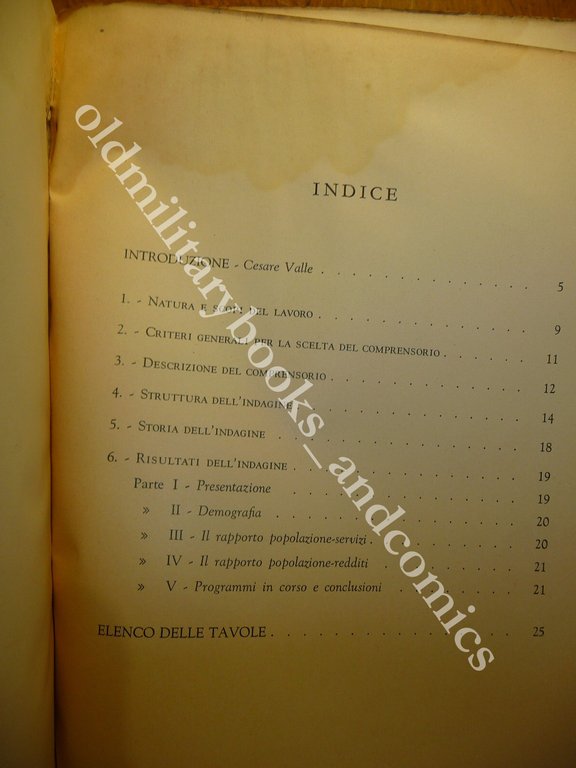 INDICE
INTRODUZIONE - Cesare Valle . . . . . . . . . . 5
1. - Natura e scopi del lavoro . . . . . . . . . . 9
2. - Criteri generali per la scelta del comprensorio . . . . 11
3. - Descrizione del comprensorio . . . . . . . . . 12
4. - Struttura dell'indagine . . . . . . . . . . 14
5. - Storia dell'indagine . . . . . . . . . . . 18
6. - Risultati dell'indagine . . . . . . . . . . 19
Parte I - Presentazione . . . . . . . . . . 19
» II - Demografia . . . . . . . . . . . 20
» III - Il rapporto popolazione-servizi . . . . . . . 20
» IV - Il rapporto popolazione-redditi . . . . . . . 21
» V - Programmi in corso e conclusioni . . . . . . 21
ELENCO DELLE TAVOLE . . . . . . . . . . . . 25
oldmilitarybooks_andcomics